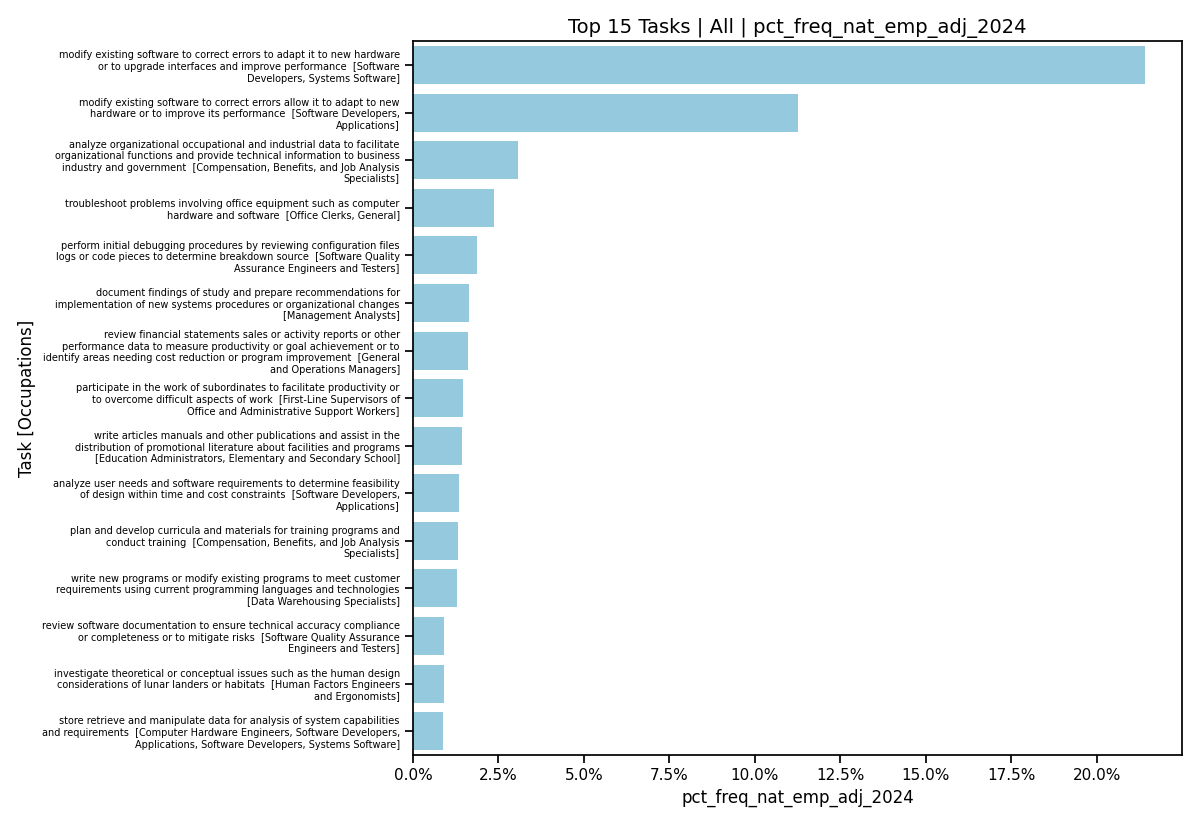 Top 15 Tasks | All | pct_freq_nat_emp_adj_2024
Task [Occupations]
modify existing software to correct errors to adapt it to new hardware
or to upgrade interfaces and improve performance  [Software
Developers, Systems Software]
modify existing software to correct errors allow it to adapt to new
hardware or to improve its performance  [Software Developers,
Applications]
analyze organizational occupational and industrial data to facilitate
organizational functions and provide technical information to business
industry and government  [Compensation, Benefits, and Job Analysis
Specialists]
troubleshoot problems involving office equipment such as computer
hardware and software  [Office Clerks, General]
perform initial debugging procedures by reviewing configuration files
logs or code pieces to determine breakdown source  [Software Quality
Assurance Engineers and Testers]
document findings of study and prepare recommendations for
implementation of new systems procedures or organizational changes
[Management Analysts]
review financial statements sales or activity reports or other
performance data to measure productivity or goal achievement or to
identify areas needing cost reduction or program improvement  [General
and Operations Managers]
participate in the work of subordinates to facilitate productivity or
to overcome difficult aspects of work  [First-Line Supervisors of
Office and Administrative Support Workers]
write articles manuals and other publications and assist in the
distribution of promotional literature about facilities and programs
[Education Administrators, Elementary and Secondary School]
analyze user needs and software requirements to determine feasibility
of design within time and cost constraints  [Software Developers,
Applications]
plan and develop curricula and materials for training programs and
conduct training  [Compensation, Benefits, and Job Analysis
Specialists]
write new programs or modify existing programs to meet customer
requirements using current programming languages and technologies
[Data Warehousing Specialists]
review software documentation to ensure technical accuracy compliance
or completeness or to mitigate risks  [Software Quality Assurance
Engineers and Testers]
investigate theoretical or conceptual issues such as the human design
considerations of lunar landers or habitats  [Human Factors Engineers
and Ergonomists]
store retrieve and manipulate data for analysis of system capabilities
and requirements  [Computer Hardware Engineers, Software Developers,
Applications, Software Developers, Systems Software]
0.0% 2.5% 5.0% 7.5% 10.0% 12.5% 15.0% 17.5% 20.0%
pct_freq_nat_emp_adj_2024